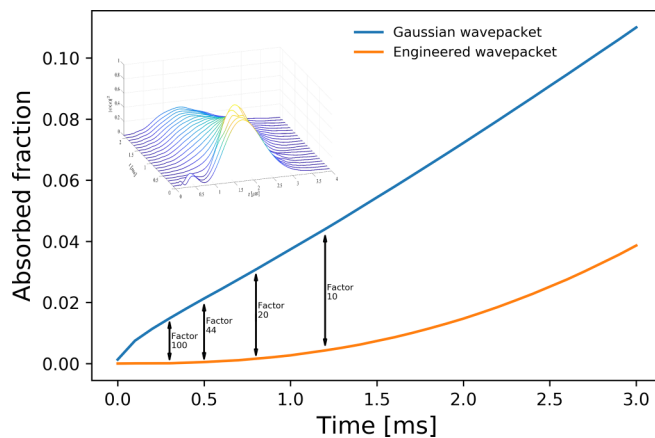 Gaussian wavepacket
Engineered wavepacket
Absorbed fraction
0.10
0.08
0.06
0.04
0.02
0.00
Factor
100
Factor
44
Factor
20
Factor
10
0.0 0.5 1.0 1.5 2.0 2.5 3.0
Time [ms]